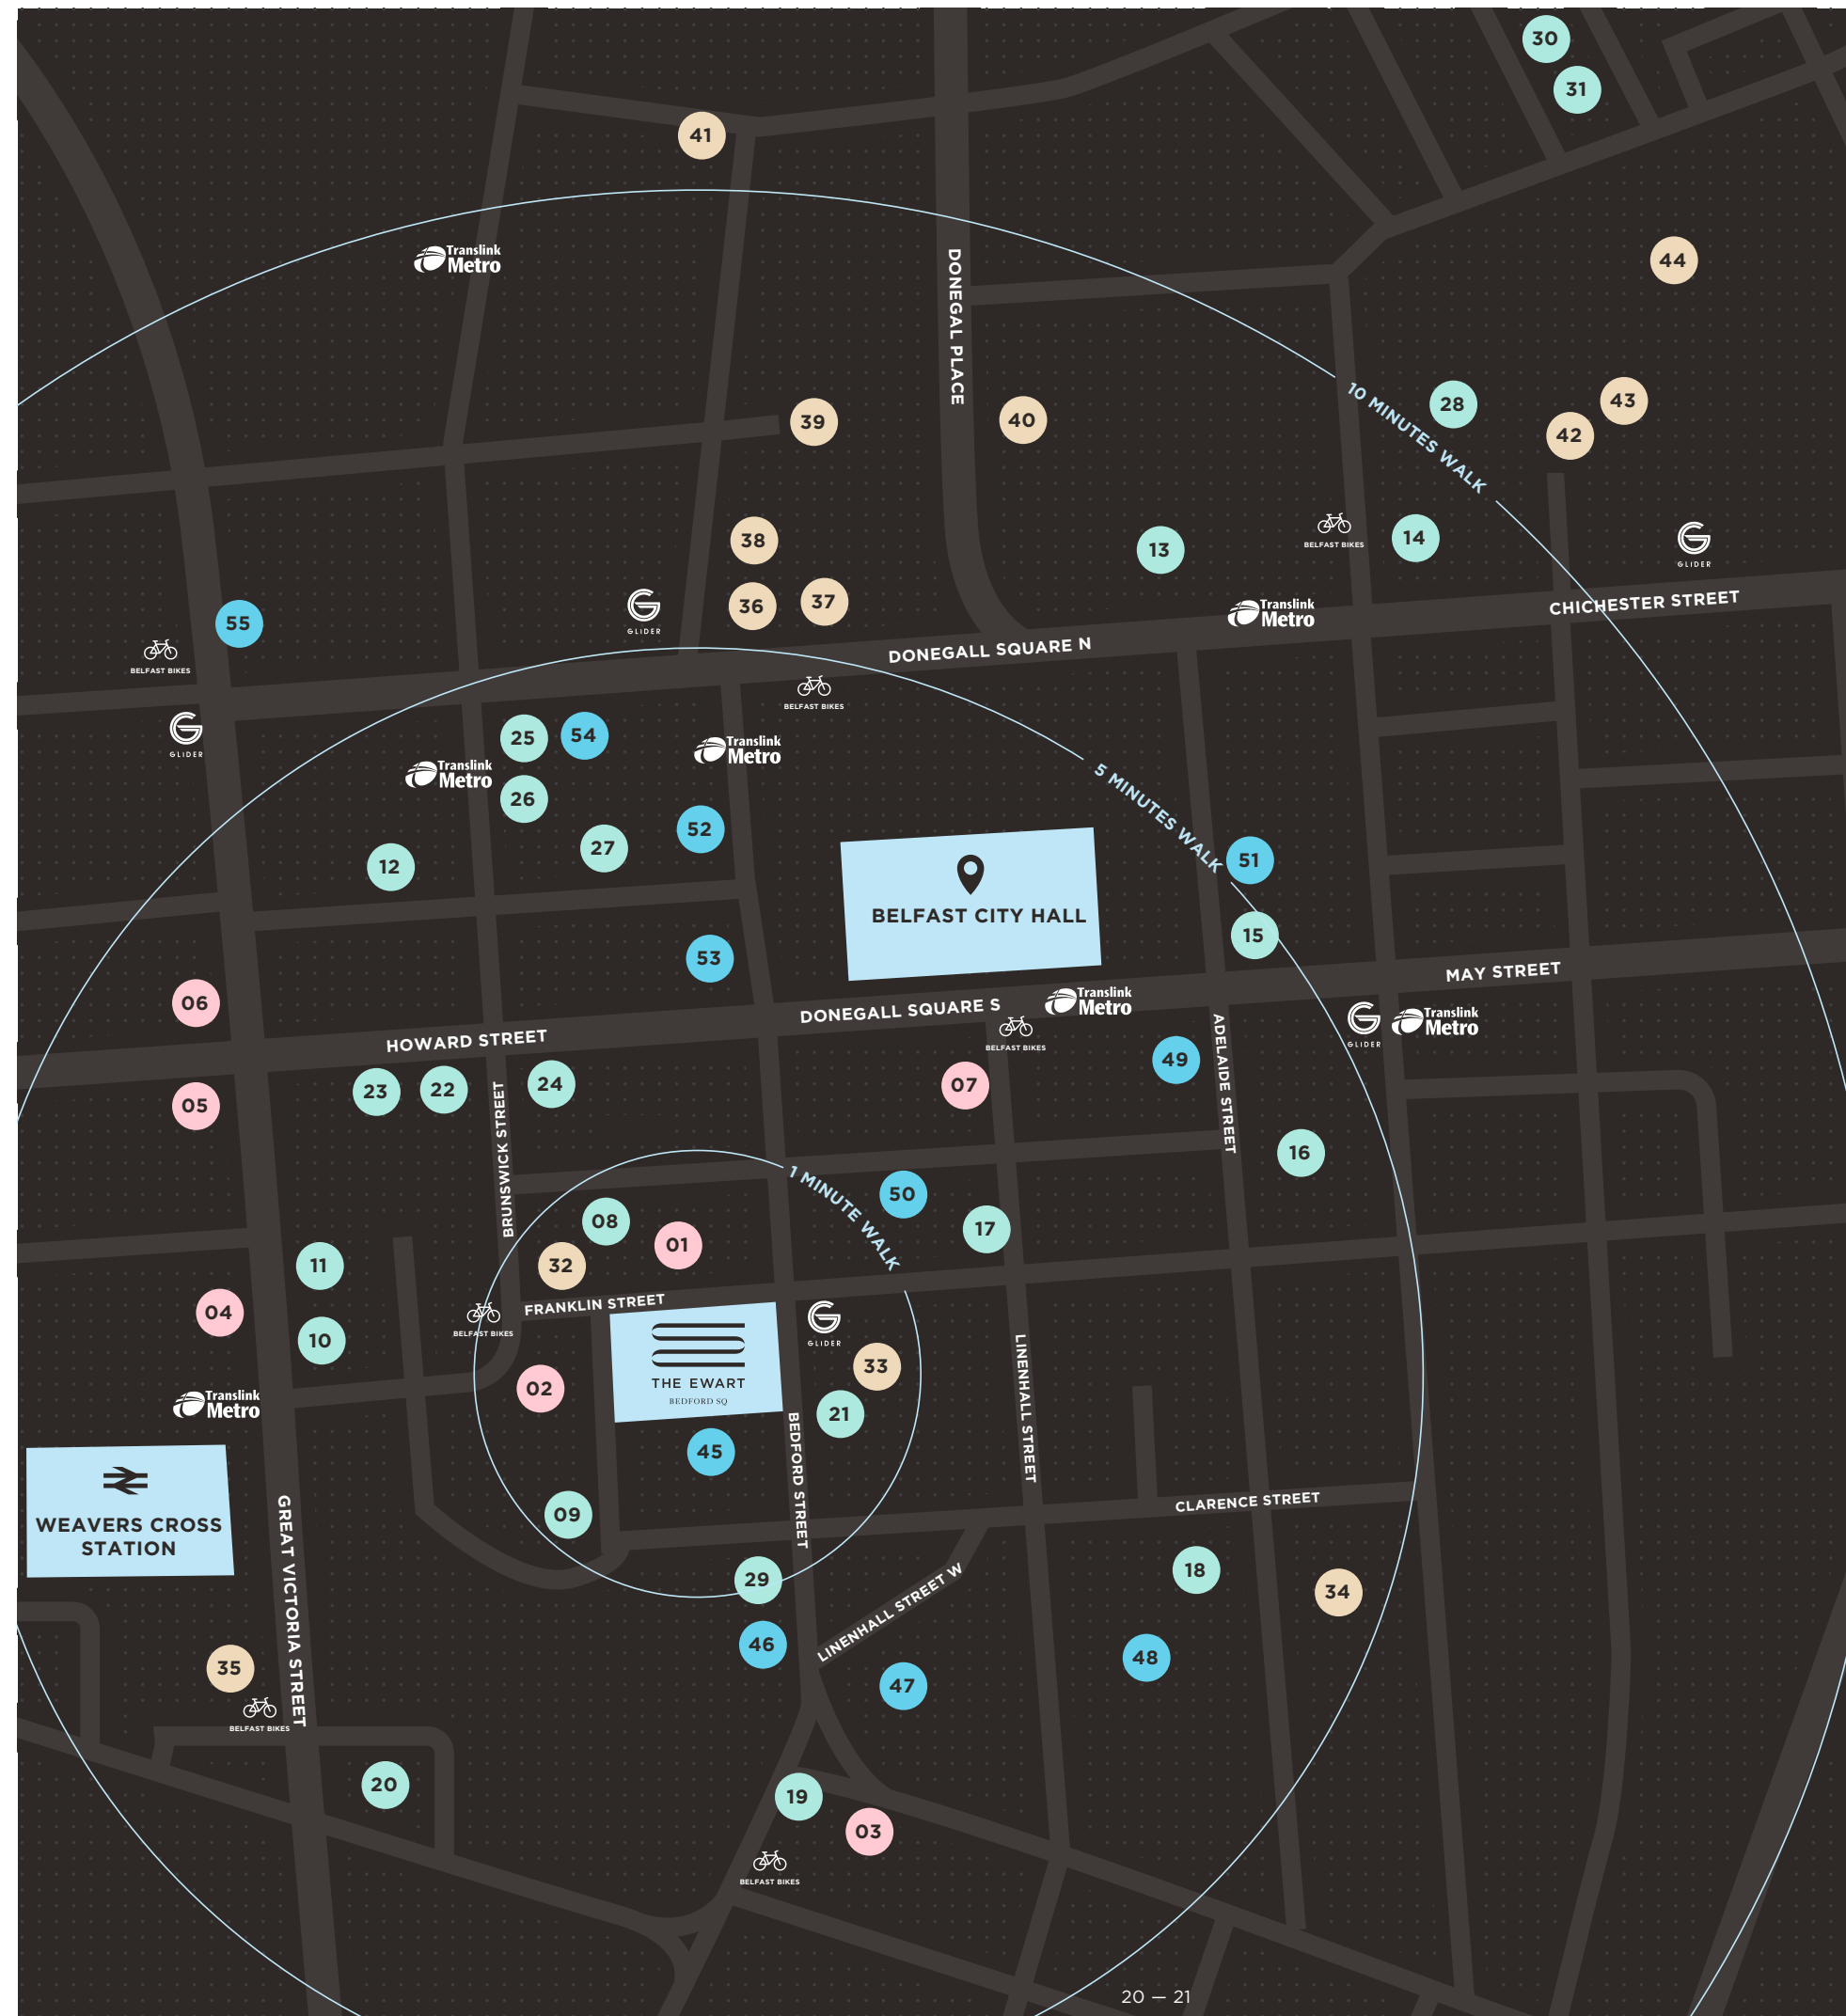 30
31
41
Translink
Metro
44
DONEGAL PLACE
10 MINUTES WALK
28
43
42
39
40
38
13
BELFAST BIKES
14
GLIDER
36
37
GLIDER
Translink
Metro
CHICHESTER STREET
55
BELFAST BIKES
DONEGALL SQUARE N
BELFAST BIKES
GLIDER
25
54
Translink
Metro
Translink
Metro
26
5 MINUTES WALK
52
27
12
51
BELFAST CITY HALL
15
53
06
MAY STREET
DONEGALL SQUARE S
Translink
Metro
BELFAST BIKES
GLIDER
Translink
Metro
HOWARD STREET
23
22
24
05
07
49
ADELAIDE STREET
BRUNSWICK STREET
16
1 MINUTE WALK
50
08
01
17
32
11
04
10
FRANKLIN STREET
BELFAST BIKES
GLIDER
THE EWART
BEDFORD SQ
33
02
21
LINENHALL STREET
Translink
Metro
45
BEDFORD STREET
WEAVERS CROSS
STATION
GREAT VICTORIA STREET
09
CLARENCE STREET
29
18
34
LINENHALL STREET W
46
48
35
47
BELFAST BIKES
20
19
03
BELFAST BIKES
20 — 21